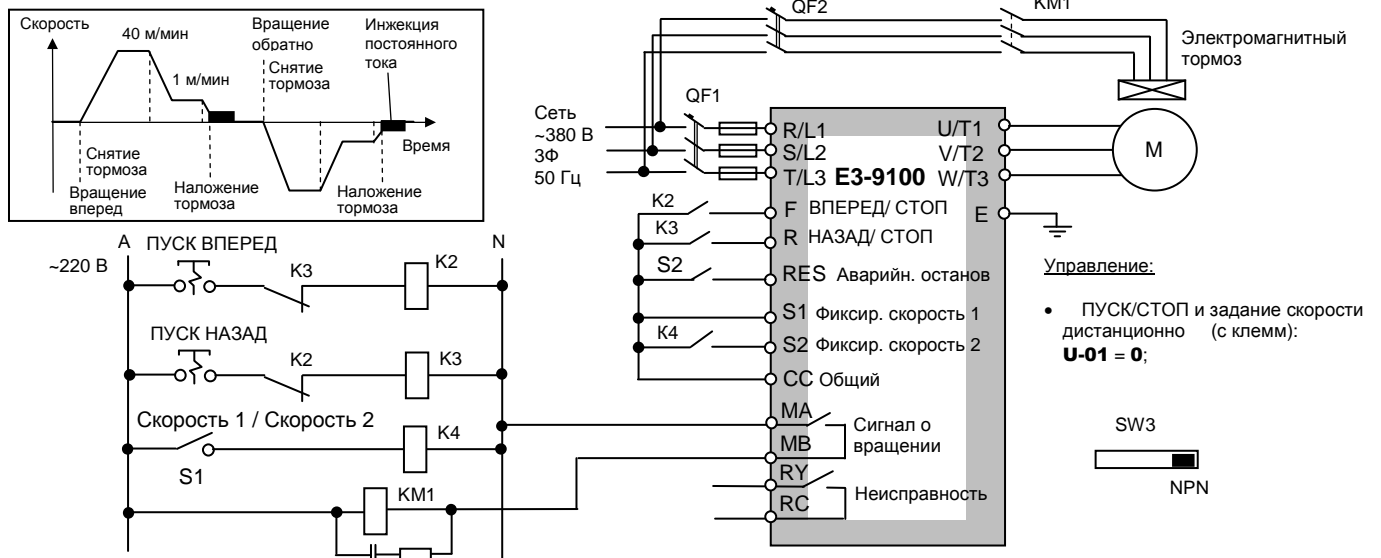 Скорость
40 м/мин
1 м/мин
Вращение
обратно
Снятие
тормоза
Инжекция
постоянного
тока
Время
Снятие
тормоза
Вращение
вперед
Наложение
тормоза
Наложение
тормоза
QF2
KM1
Электромагнитный
тормоз
QF1
Сеть
~380 В
3Ф
50 Гц
R/L1
S/L2
T/L3
E3-9100
U/T1
V/T2
W/T3
M
E
K2
F ВПЕРЕД/ СТОП
K3
R НАЗАД/ СТОП
S2
RES Аварийн. останов
S1 Фиксир. скорость 1
К4
S2 Фиксир. скорость 2
CC Общий
MA
MB
Сигнал о
вращении
RY
RC
Неисправность
Управление:
• ПУСК/СТОП и задание скорости
дистанционно (с клемм):
U-01 = 0;
SW3
NPN
A
N
~220 В
ПУСК ВПЕРЕД
K3
K2
ПУСК НАЗАД
K2
K3
Скорость 1 / Скорость 2
S1
K4
KM1